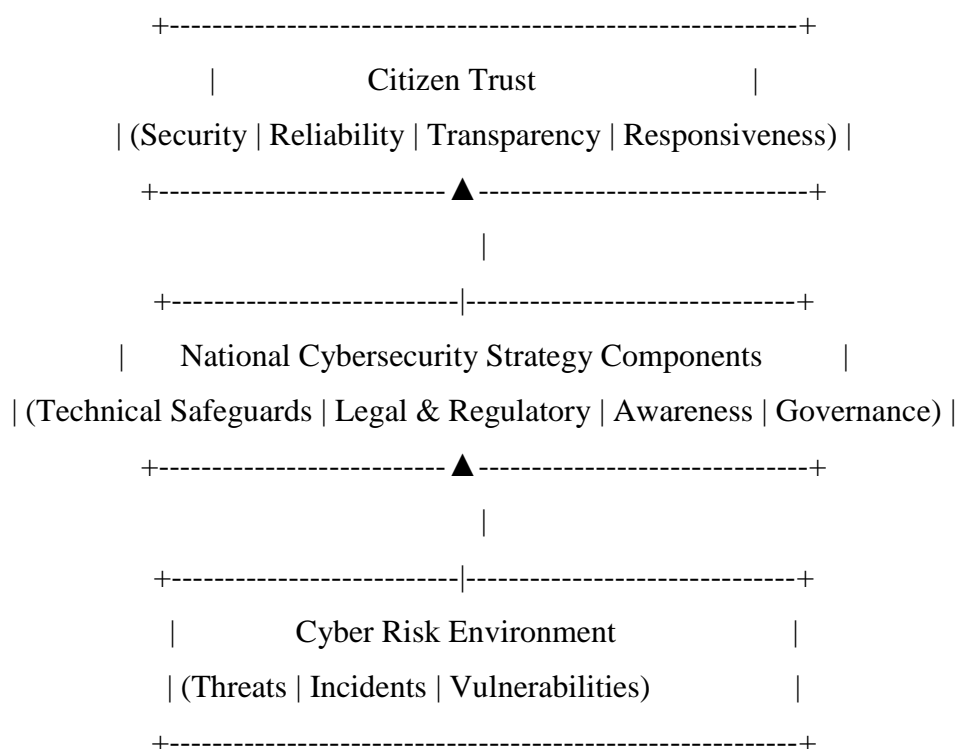 +------------------------------------------------------------+
| Citizen Trust |
| (Security | Reliability | Transparency | Responsiveness) |
+--------------------------- ▲ -------------------------------+
|
+---------------------------|-------------------------------+
| National Cybersecurity Strategy Components |
| (Technical Safeguards | Legal & Regulatory | Awareness | Governance) |
+--------------------------- ▲ -------------------------------+
|
+---------------------------|-------------------------------+
| Cyber Risk Environment |
| (Threats | Incidents | Vulnerabilities) |
+------------------------------------------------------------+